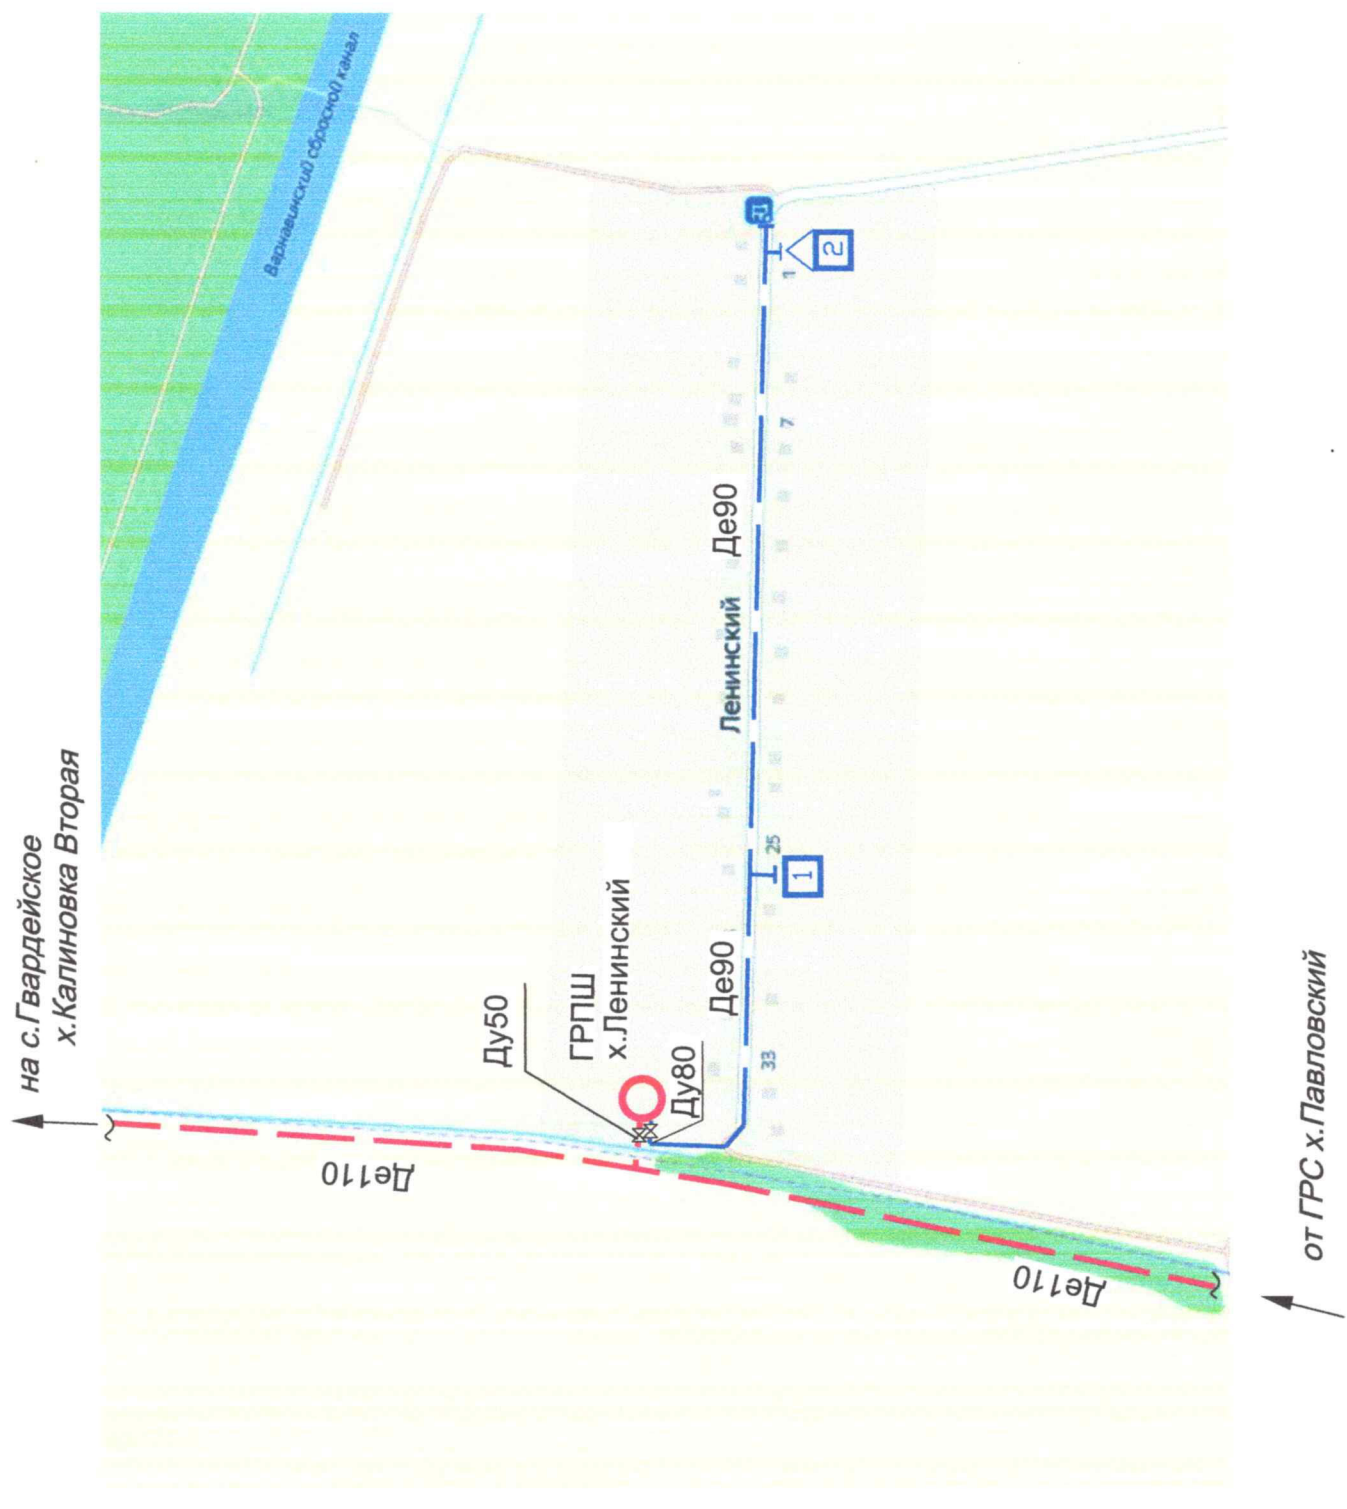 на с.Гвардейское
х.Калиновка Вторая
Варнавинский сбросной канал
Де110
Ду50
ГРПШ
х.Ленинский
Ду80
Де90
Ленинский
Де90
33
25
7
1
1
2
Де110
от ГРС х.Павловский